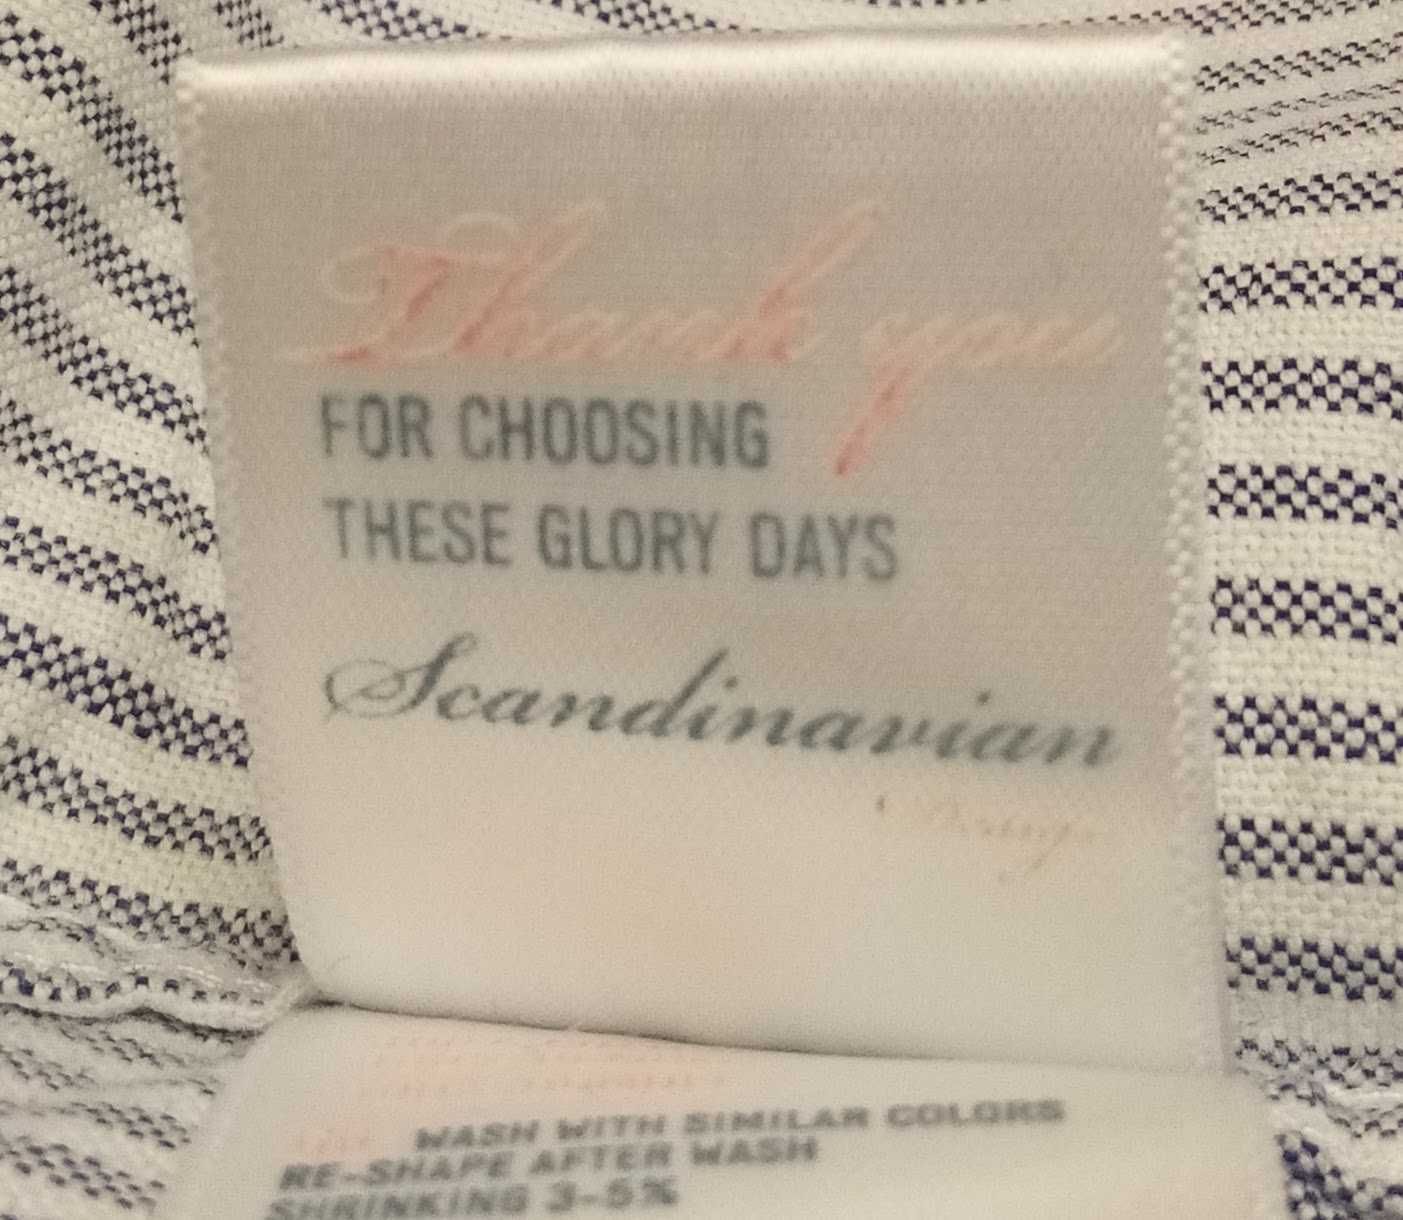 Thank you
FOR CHOOSING
THESE GLORY DAYS
Scandinavian
Design
WASH WITH SIMILAR COLORS
RE-SHAPE AFTER WASH
SHRINKING 3-5%